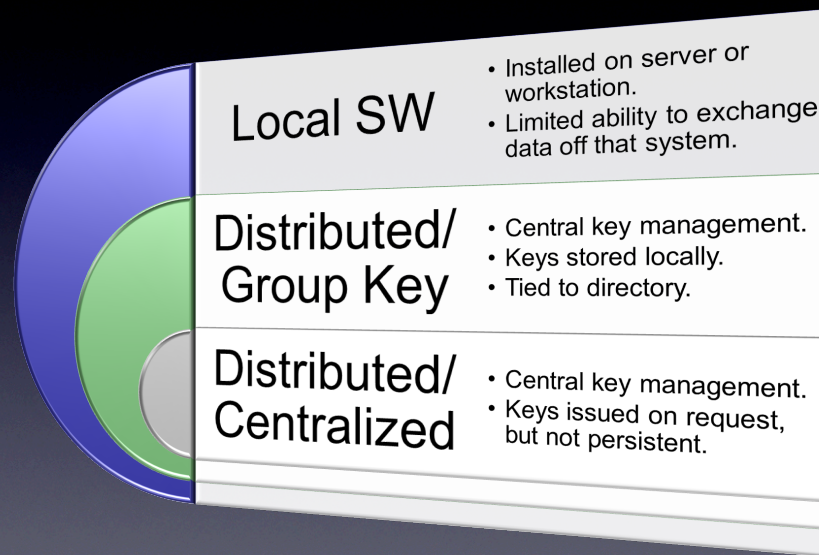 Local SW
• Installed on server or
workstation.
• Limited ability to exchange
data off that system.
Distributed/
Group Key
• Central key management.
• Keys stored locally.
• Tied to directory.
Distributed/
Centralized
• Central key management.
• Keys issued on request,
but not persistent.